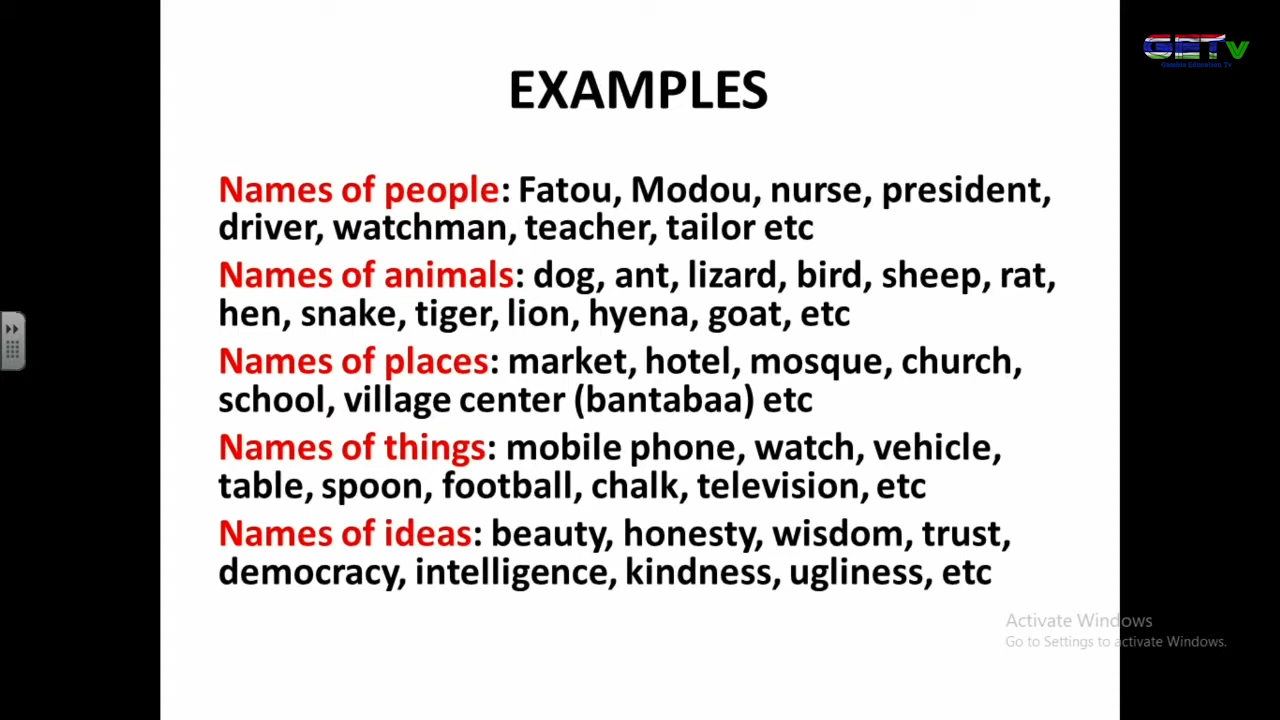 GETv
Gambia Education Tv
EXAMPLES
Names of people: Fatou, Modou, nurse, president,
driver, watchman, teacher, tailor etc
Names of animals: dog, ant, lizard, bird, sheep, rat,
hen, snake, tiger, lion, hyena, goat, etc
Names of places: market, hotel, mosque, church,
school, village center (bantabaa) etc
Names of things: mobile phone, watch, vehicle,
table, spoon, football, chalk, television, etc
Names of ideas: beauty, honesty, wisdom, trust,
democracy, intelligence, kindness, ugliness, etc
Activate Windows
Go to Settings to activate Windows.